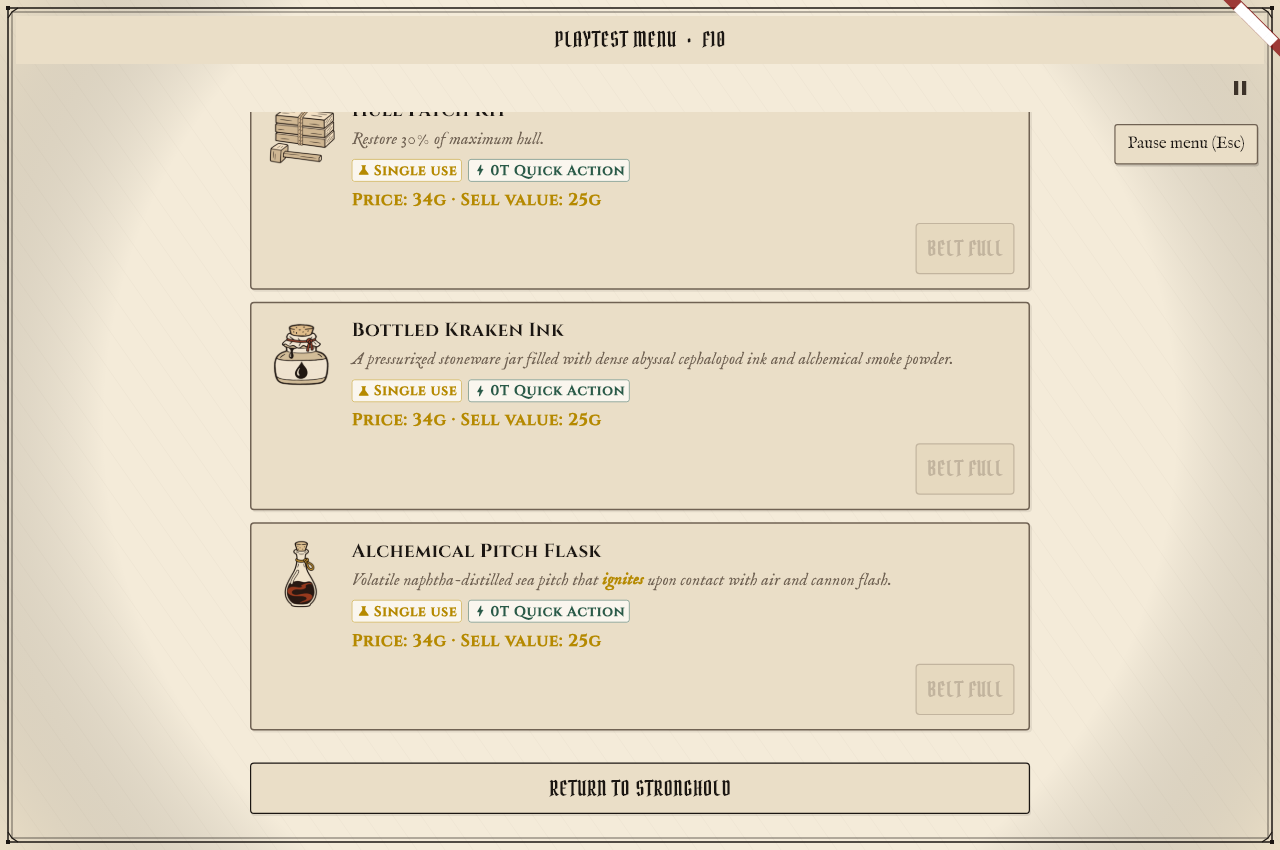 PLAYTEST MENU · F10
Pause menu (Esc)
Hull Patch Kit
Restore 30% of maximum hull.
Single use
0T Quick Action
Price: 34g · Sell value: 25g
BELT FULL
Bottled Kraken Ink
A pressurized stoneware jar filled with dense abyssal cephalopod ink and alchemical smoke powder.
Single use
0T Quick Action
Price: 34g · Sell value: 25g
BELT FULL
Alchemical Pitch Flask
Volatile naphtha-distilled sea pitch that ignites upon contact with air and cannon flash.
Single use
0T Quick Action
Price: 34g · Sell value: 25g
BELT FULL
RETURN TO STRONGHOLD